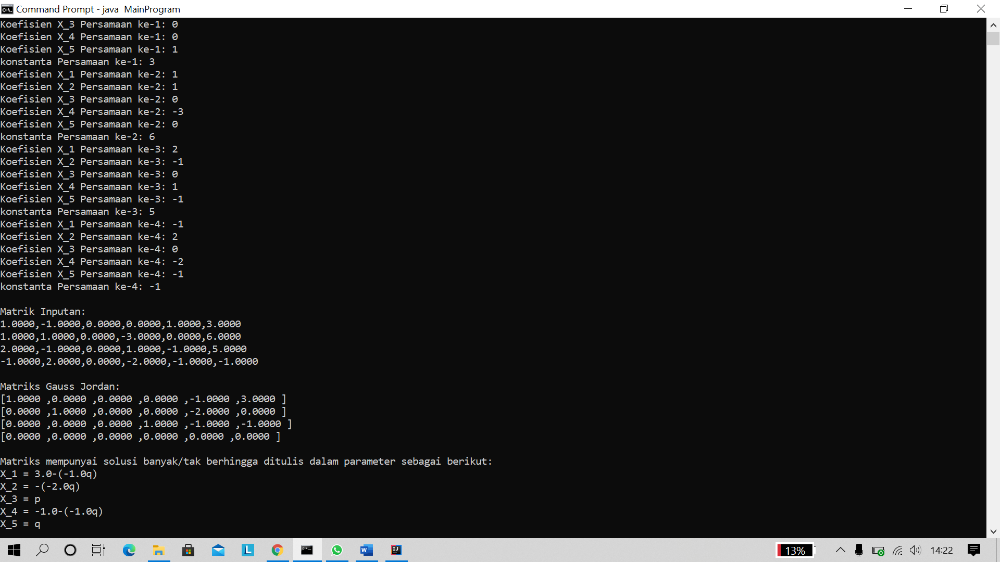 Command Prompt - java  MainProgram
Koefisien X_3 Persamaan ke-1: 0
Koefisien X_4 Persamaan ke-1: 0
Koefisien X_5 Persamaan ke-1: 1
konstanta Persamaan ke-1: 3
Koefisien X_1 Persamaan ke-2: 1
Koefisien X_2 Persamaan ke-2: 1
Koefisien X_3 Persamaan ke-2: 0
Koefisien X_4 Persamaan ke-2: -3
Koefisien X_5 Persamaan ke-2: 0
konstanta Persamaan ke-2: 6
Koefisien X_1 Persamaan ke-3: 2
Koefisien X_2 Persamaan ke-3: -1
Koefisien X_3 Persamaan ke-3: 0
Koefisien X_4 Persamaan ke-3: 1
Koefisien X_5 Persamaan ke-3: -1
konstanta Persamaan ke-3: 5
Koefisien X_1 Persamaan ke-4: -1
Koefisien X_2 Persamaan ke-4: 2
Koefisien X_3 Persamaan ke-4: 0
Koefisien X_4 Persamaan ke-4: -2
Koefisien X_5 Persamaan ke-4: -1
konstanta Persamaan ke-4: -1
Matrik Inputan:
1.0000,-1.0000,0.0000,0.0000,1.0000,3.0000
1.0000,1.0000,0.0000,-3.0000,0.0000,6.0000
2.0000,-1.0000,0.0000,1.0000,-1.0000,5.0000
-1.0000,2.0000,0.0000,-2.0000,-1.0000,-1.0000
Matriks Gauss Jordan:
[1.0000 ,0.0000 ,0.0000 ,0.0000 ,-1.0000 ,3.0000 ]
[0.0000 ,1.0000 ,0.0000 ,0.0000 ,-2.0000 ,0.0000 ]
[0.0000 ,0.0000 ,0.0000 ,1.0000 ,-1.0000 ,-1.0000 ]
[0.0000 ,0.0000 ,0.0000 ,0.0000 ,0.0000 ,0.0000 ]
Matriks mempunyai solusi banyak/tak berhingga ditulis dalam parameter sebagai berikut:
X_1 = 3.0-(-1.0q)
X_2 = -(-2.0q)
X_3 = p
X_4 = -1.0-(-1.0q)
X_5 = q
13%
14:22